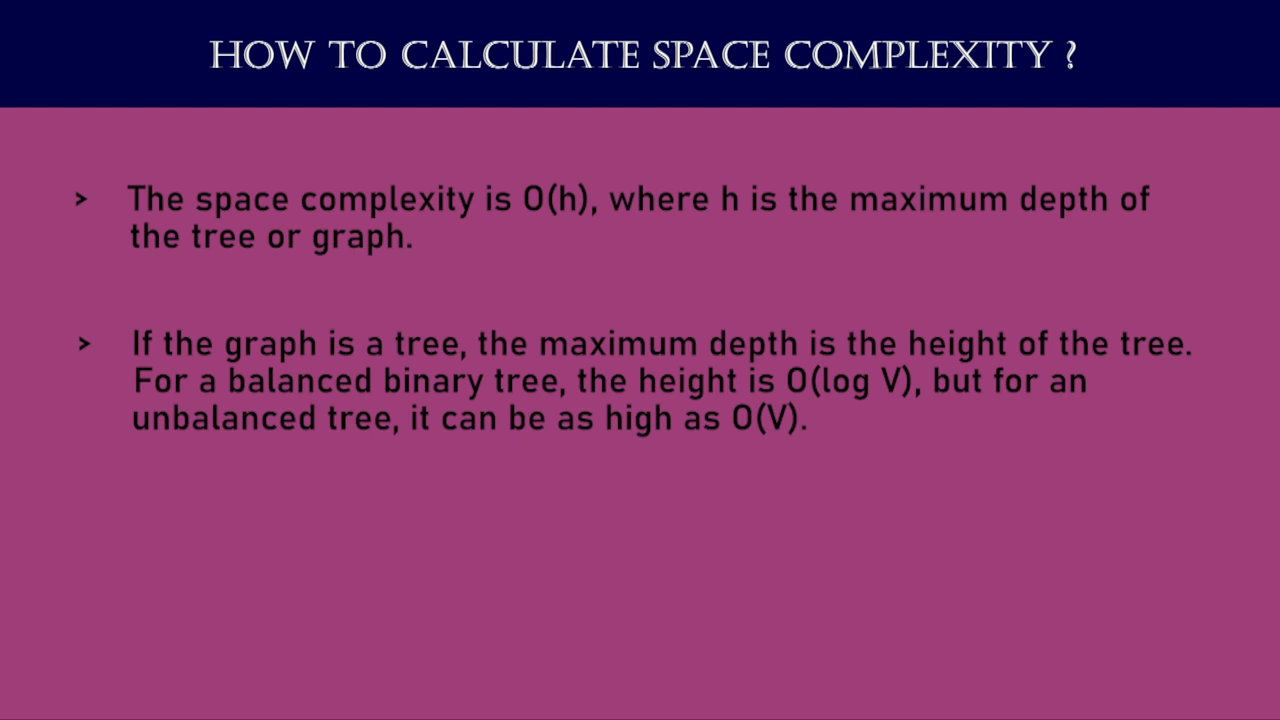 HOW TO CALCULATE SPACE COMPLEXITY ?
> The space complexity is O(h), where h is the maximum depth of
the tree or graph.
> If the graph is a tree, the maximum depth is the height of the tree.
For a balanced binary tree, the height is O(log V), but for an
unbalanced tree, it can be as high as O(V).